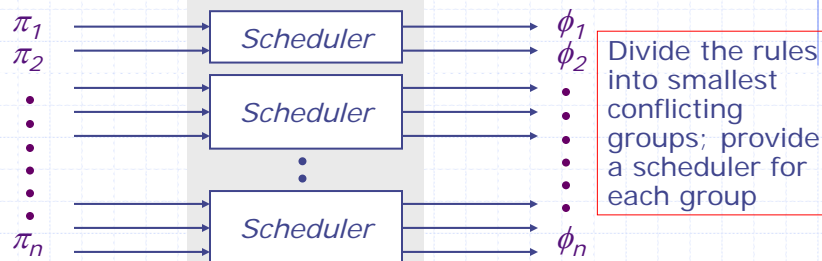 π1
π2
πn
Scheduler
Scheduler
Scheduler
ϕ1
ϕ2
ϕn
Divide the rules
into smallest
conflicting
groups; provide
a scheduler for
each group